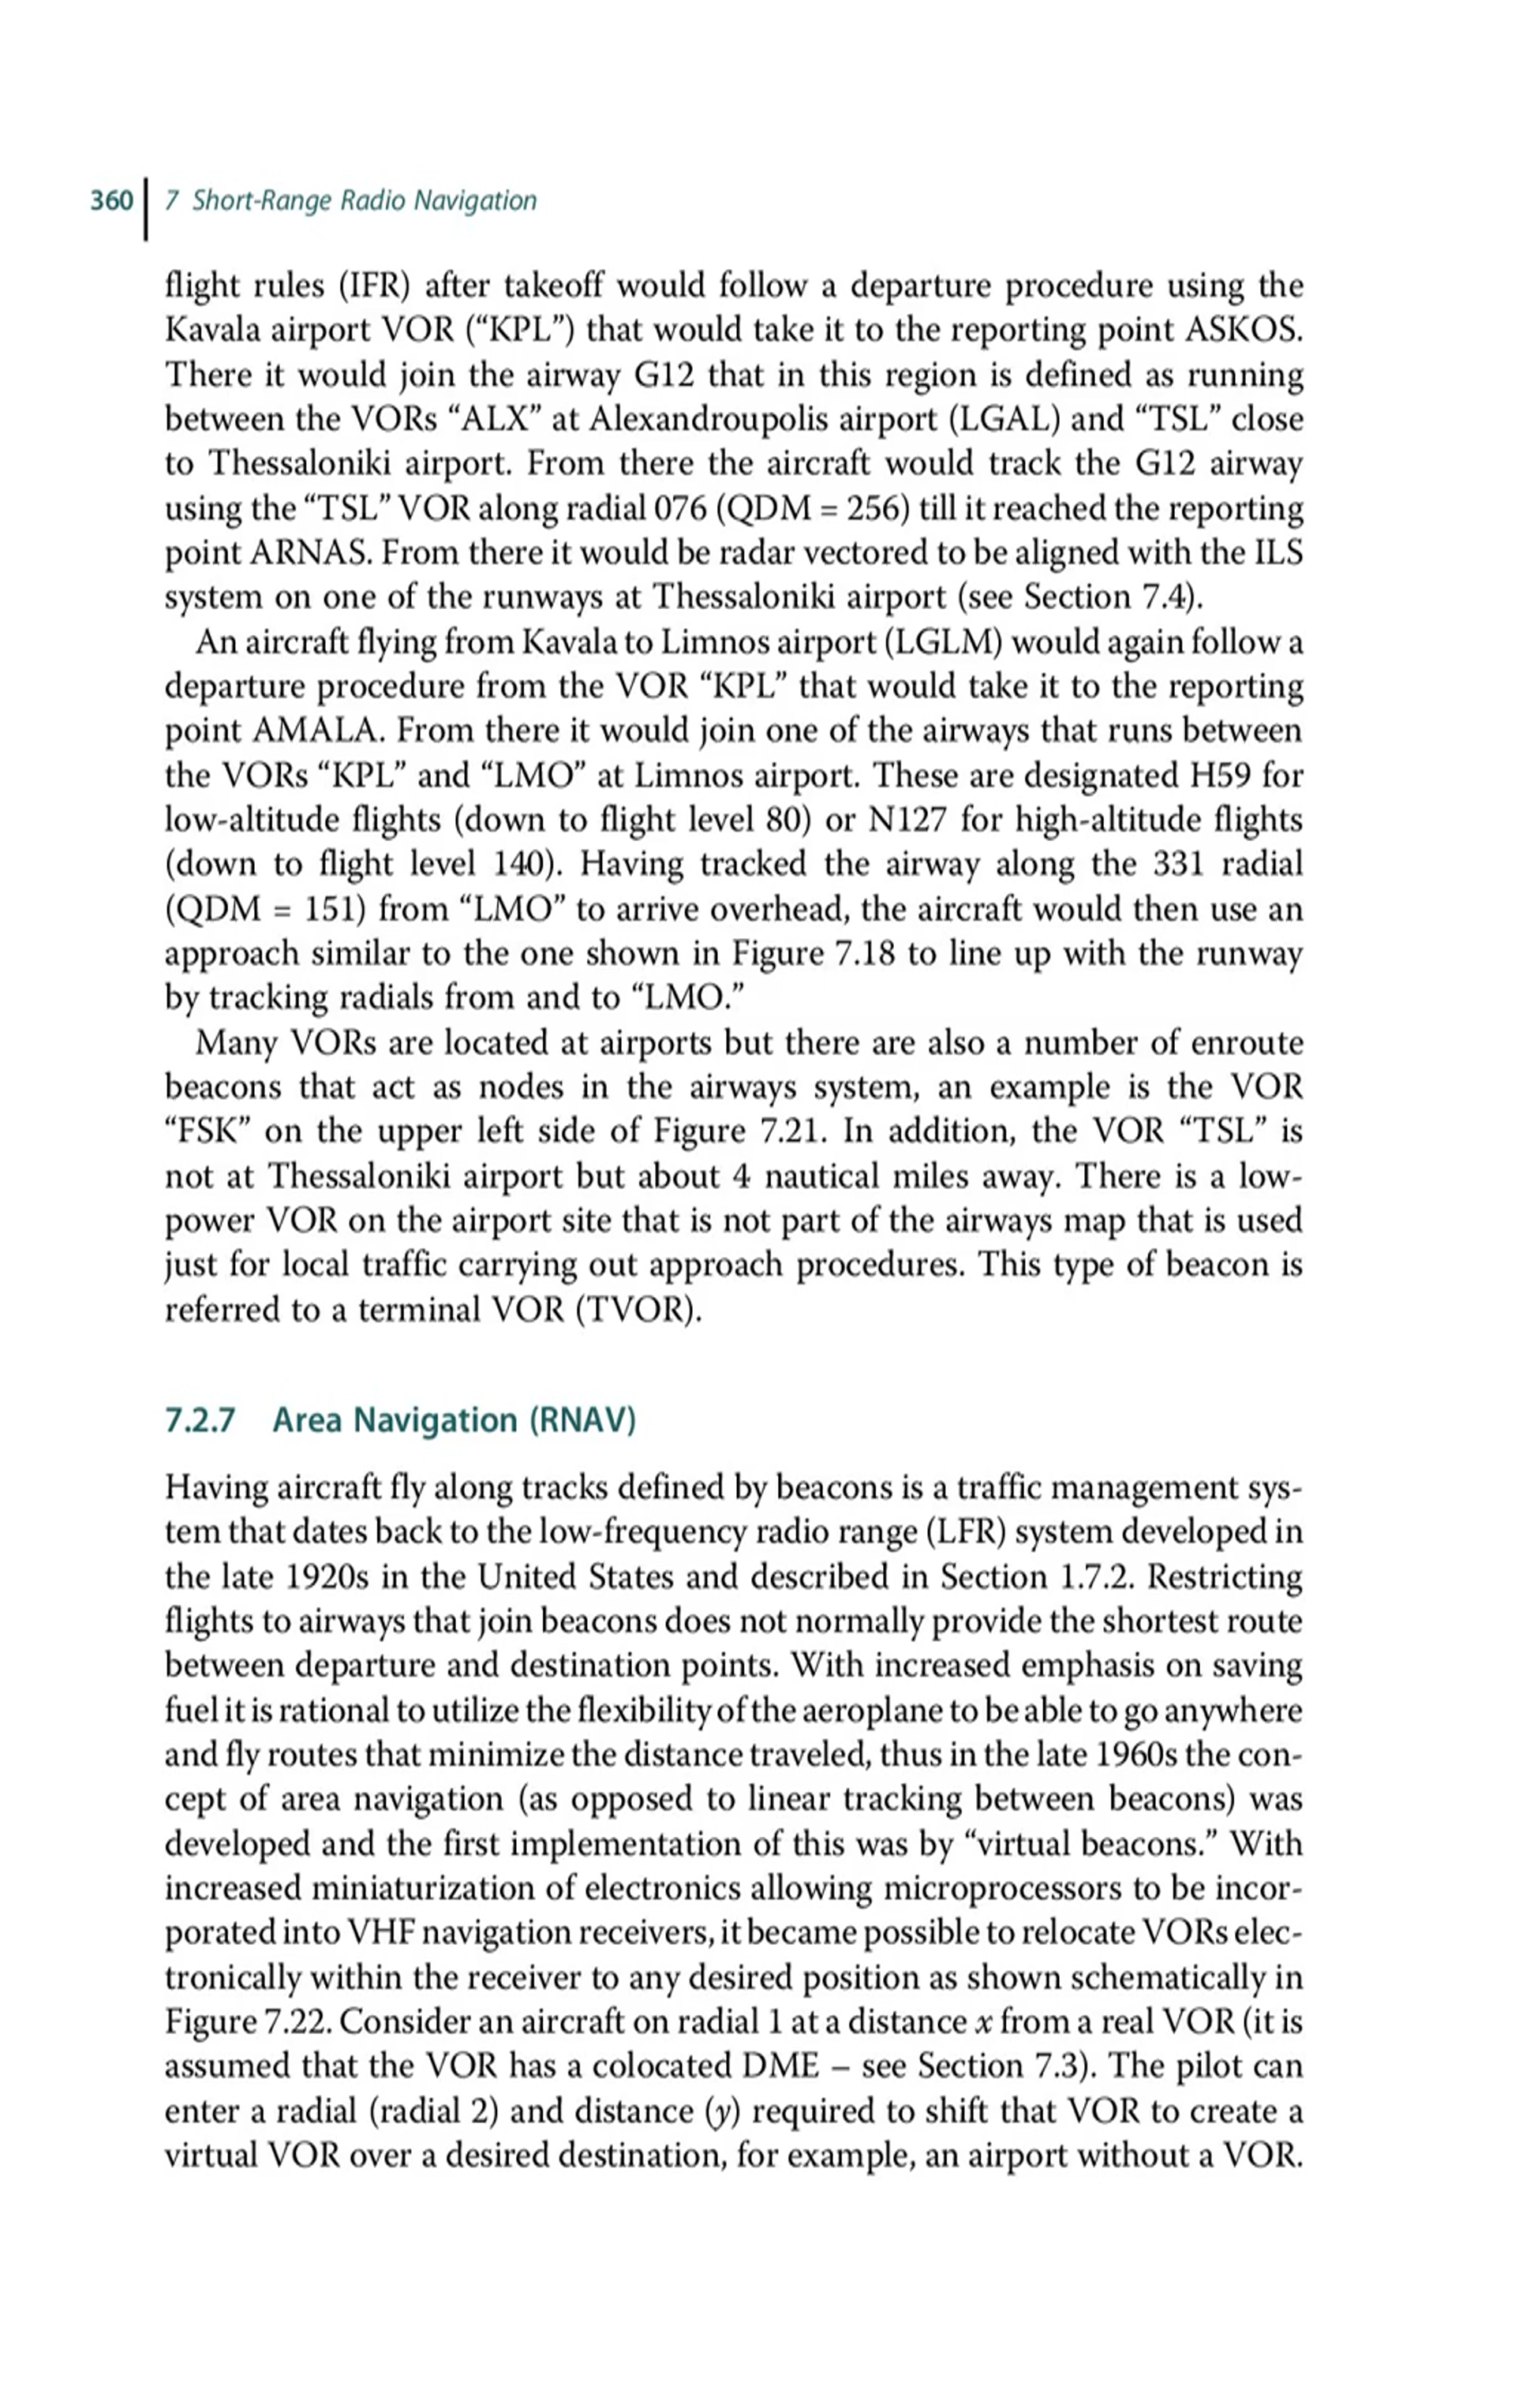 360 7 Short-Range Radio Navigation
flight rules (IFR) after takeoff would follow a departure procedure using the
Kavala airport VOR (“KPL”) that would take it to the reporting point ASKOS.
There it would join the airway G12 that in this region is defined as running
between the VORs “ALX” at Alexandroupolis airport (LGAL) and “TSL” close
to Thessaloniki airport. From there the aircraft would track the G12 airway
using the “TSL” VOR along radial 076 (QDM = 256) till it reached the reporting
point ARNAS. From there it would be radar vectored to be aligned with the ILS
system on one of the runways at Thessaloniki airport (see Section 7.4).
An aircraft flying from Kavala to Limnos airport (LGLM) would again follow a
departure procedure from the VOR “KPL” that would take it to the reporting
point AMALA. From there it would join one of the airways that runs between
the VORs “KPL” and “LMO” at Limnos airport. These are designated H59 for
low-altitude flights (down to flight level 80) or N127 for high-altitude flights
(down to flight level 140). Having tracked the airway along the 331 radial
(QDM = 151) from “LMO” to arrive overhead, the aircraft would then use an
approach similar to the one shown in Figure 7.18 to line up with the runway
by tracking radials from and to “LMO.”
Many VORs are located at airports but there are also a number of enroute
beacons that act as nodes in the airways system, an example is the VOR
“FSK” on the upper left side of Figure 7.21. In addition, the VOR “TSL” is
not at Thessaloniki airport but about 4 nautical miles away. There is a low-
power VOR on the airport site that is not part of the airways map that is used
just for local traffic carrying out approach procedures. This type of beacon is
referred to a terminal VOR (TVOR).
7.2.7 Area Navigation (RNAV)
Having aircraft fly along tracks defined by beacons is a traffic management sys-
tem that dates back to the low-frequency radio range (LFR) system developed in
the late 1920s in the United States and described in Section 1.7.2. Restricting
flights to airways that join beacons does not normally provide the shortest route
between departure and destination points. With increased emphasis on saving
fuel it is rational to utilize the flexibility of the aeroplane to be able to go anywhere
and fly routes that minimize the distance traveled, thus in the late 1960s the con-
cept of area navigation (as opposed to linear tracking between beacons) was
developed and the first implementation of this was by “virtual beacons.” With
increased miniaturization of electronics allowing microprocessors to be incor-
porated into VHF navigation receivers, it became possible to relocate VORs elec-
tronically within the receiver to any desired position as shown schematically in
Figure 7.22. Consider an aircraft on radial 1 at a distance x from a real VOR (it is
assumed that the VOR has a colocated DME – see Section 7.3). The pilot can
enter a radial (radial 2) and distance (y) required to shift that VOR to create a
virtual VOR over a desired destination, for example, an airport without a VOR.